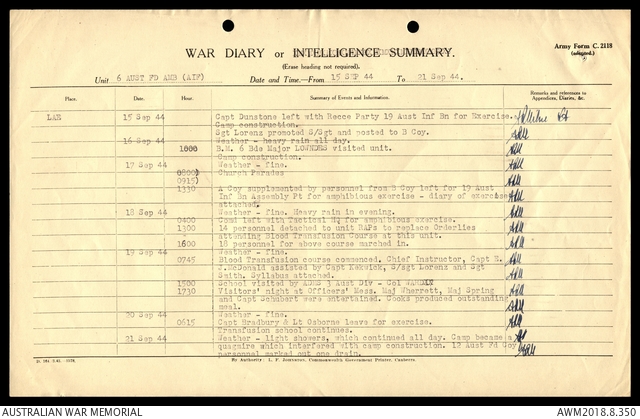 Army Form C. 2118
WAR DIARY or INTELLIGENCE SUMMARY.
(Erase heading not required).
Unit 6 AUST FD AMB (AIF) Date and Time.—From 15 SEP 44 To 21 Sep 44.
Place. Date. Hour. Summary of Events and Information. Remarks and references to Appendices, Diaries, &c.
LAE 15 Sep 44 Capt Dunstone left with Recce Party 19 Aust Inf Bn for Exercise.
Camp construction.
Sgt Lorenz promoted S/Sgt and posted to B Coy.
16 Sep 44 Weather - heavy rain all day.
1000 B.M. 6 Bde Major LOWNDES visited unit.
Camp construction.
17 Sep 44 Weather - fine.
0800) Church Parades
0915)
1330 A Coy supplemented by personnel from B Coy left for 19 Aust
Inf Bn Assembly Pt for amphibious exercise - diary of exercise
attached.
18 Sep 44 Weather - fine. Heavy rain in evening.
0400 Comd left with Tactical HQ for amphibious exercise.
1300 14 personnel detached to unit RAPs to replace Orderlies
attending Blood Transfusion Course at this unit.
1600 18 personnel for above course marched in.
19 Sep 44 Weather - fine.
0745 Blood Transfusion course commenced. Chief Instructor, Capt
J.McDonald assisted by Capt Kekwick, S/sgt Lorenz and Sgt
Smith. Syllabus attached.
1500 School visited by ADMS 3 Aust Div - Col WARDEN
1730 Visitors' night at Officers' Mess. Maj Wherrett, Maj Spring
and Capt Schubert were entertained. Cooks produced outstanding
meal.
20 Sep 44 Weather - fine.
0615 Capt Bradbury & Lt Osborne leave for exercise.
Transfusion school continues.
21 Sep 44 Weather - light showers, which continued all day. Camp became a
quagmire which interfered with camp construction. 12 Aust Fd Coy
personnel marked out one drain.
By Authority: L. F. Johnston, Commonwealth Government Printer, Canberra.
AUSTRALIAN WAR MEMORIAL AWM2018.8.350